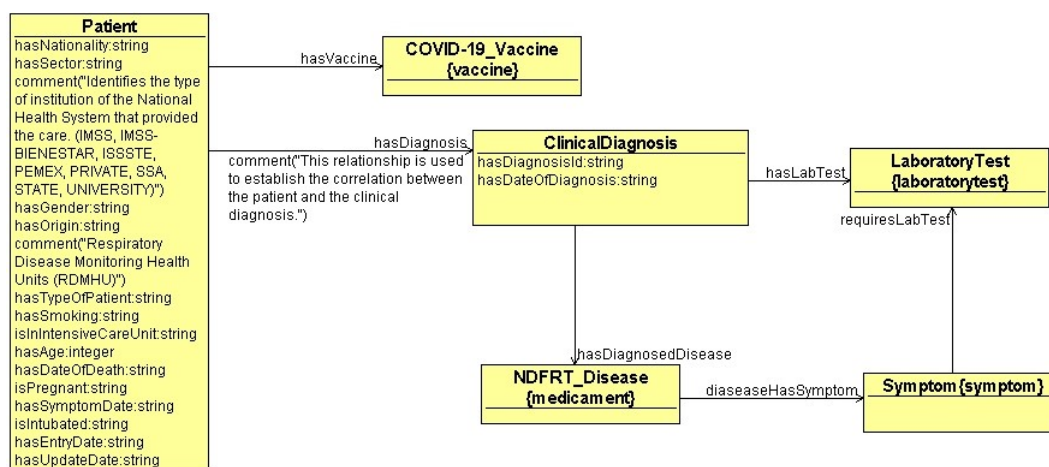 Patient
hasNationality:string
hasSector:string
comment("Identifies the type
of institution of the National
Health System that provided
the care. (IMSS, IMSS-
BIENESTAR, ISSSTE,
PEMEX, PRIVATE, SSA,
STATE, UNIVERSITY)")
hasGender:string
hasOrigin:string
comment("Respiratory
Disease Monitoring Health
Units (RDMHU)")
hasTypeOfPatient:string
hasSmoking:string
isInIntensiveCareUnit:string
hasAge:integer
hasDateOfDeath:string
isPregnant:string
hasSymptomDate:string
isIntubated:string
hasEntryDate:string
hasUpdateDate:string
hasVaccine
COVID-19_Vaccine
{vaccine}
hasDiagnosis
comment("This relationship is used
to establish the correlation between
the patient and the clinical
diagnosis.")
ClinicalDiagnosis
hasDiagnosisId:string
hasDateOfDiagnosis:string
hasLabTest
LaboratoryTest
{laboratorytest}
requiresLabTest
hasDiagnosedDisease
NDFRT_Disease
{medicament}
diaseaseHasSymptom
Symptom{symptom}